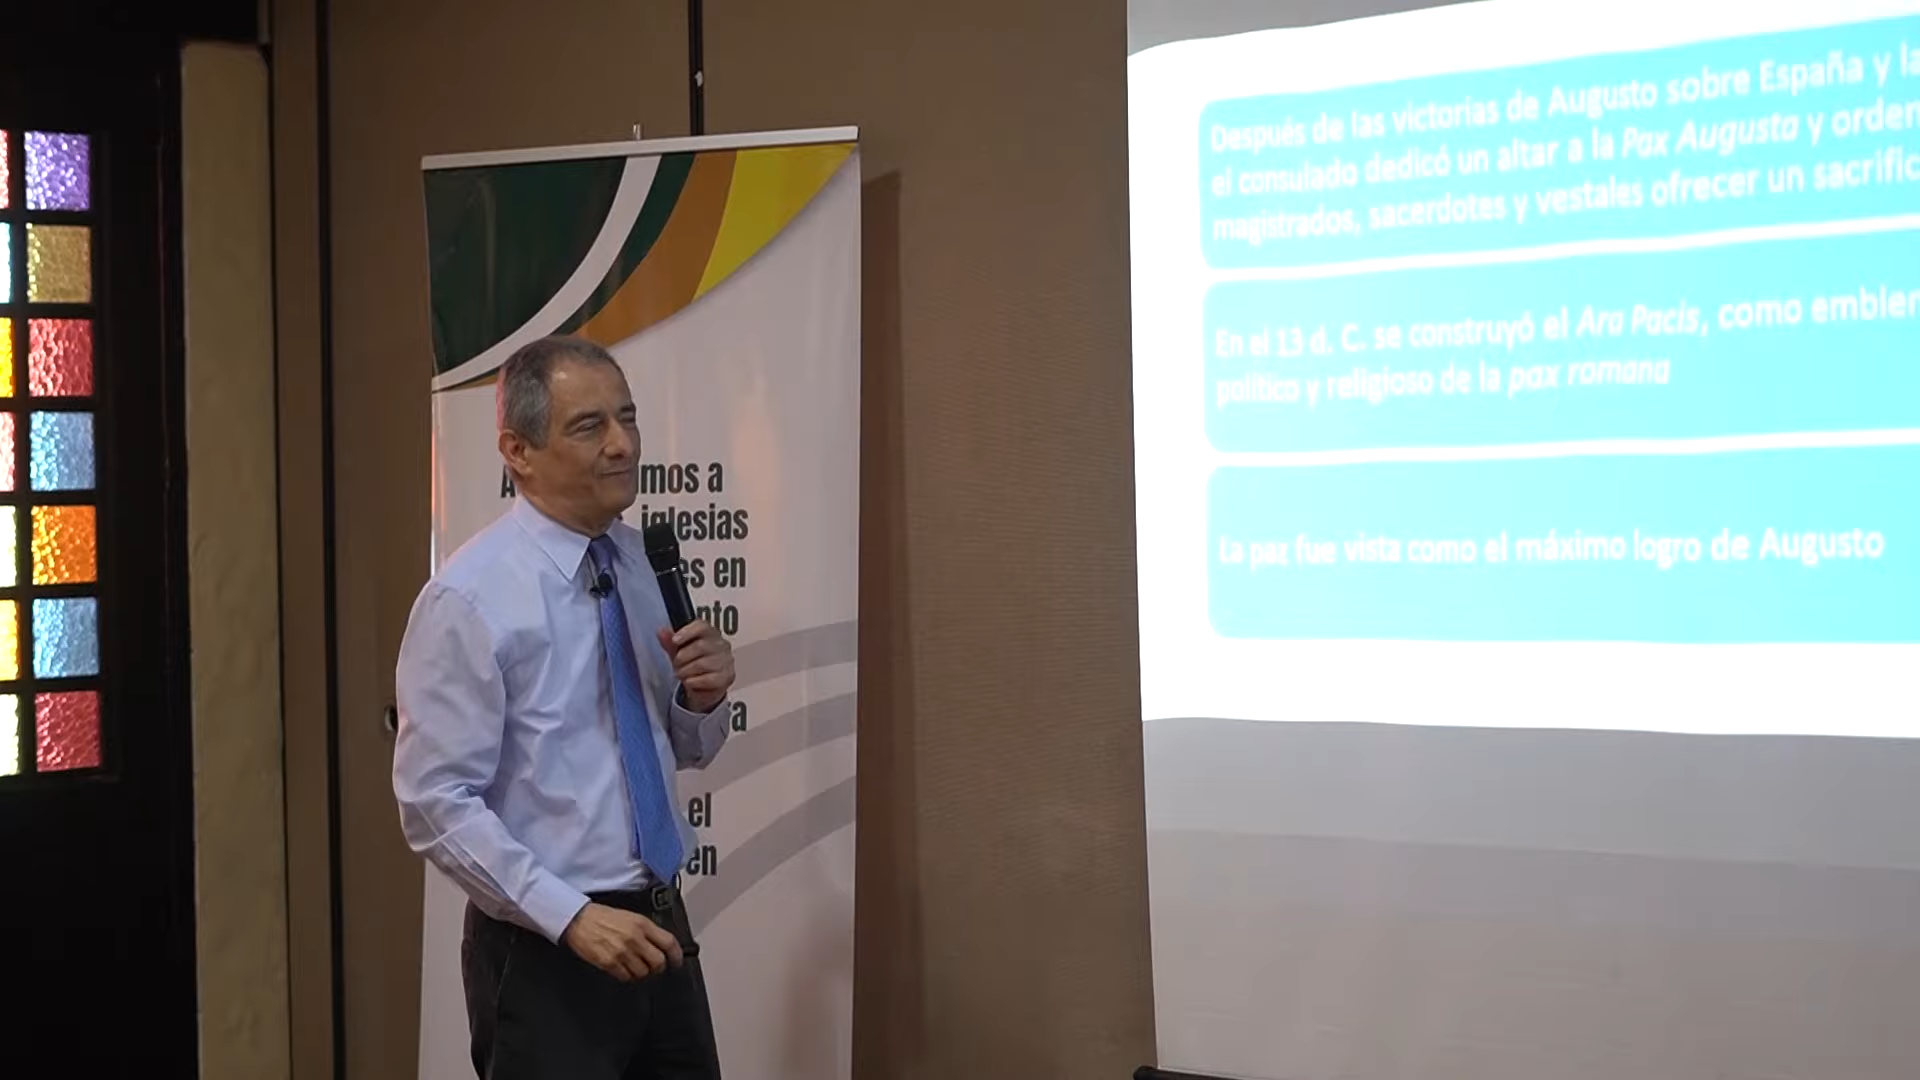 mos a
iglesias
es en
nto
ra
el
en
Después de las victorias de Augusto sobre España y la
el consulado dedicó un altar a la Pax Augusta y orden
magistrados, sacerdotes y vestales ofrecer un sacrific
En el 13 d. C. se construyó el Ara Pacis, como emblem
político y religioso de la pax romana
La paz fue vista como el máximo logro de Augusto